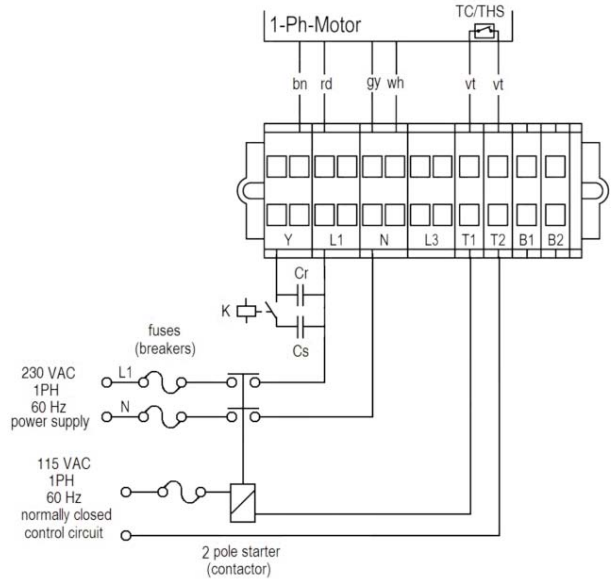 TC/THS
1-Ph-Motor
bn rd gy wh vt vt
Y L1 N L3 T1 T2 B1 B2
Cr
K
Cs
fuses
(breakers)
230 VAC
1PH
60 Hz
power supply
L1
N
115 VAC
1PH
60 Hz
normally closed
control circuit
2 pole starter
(contactor)